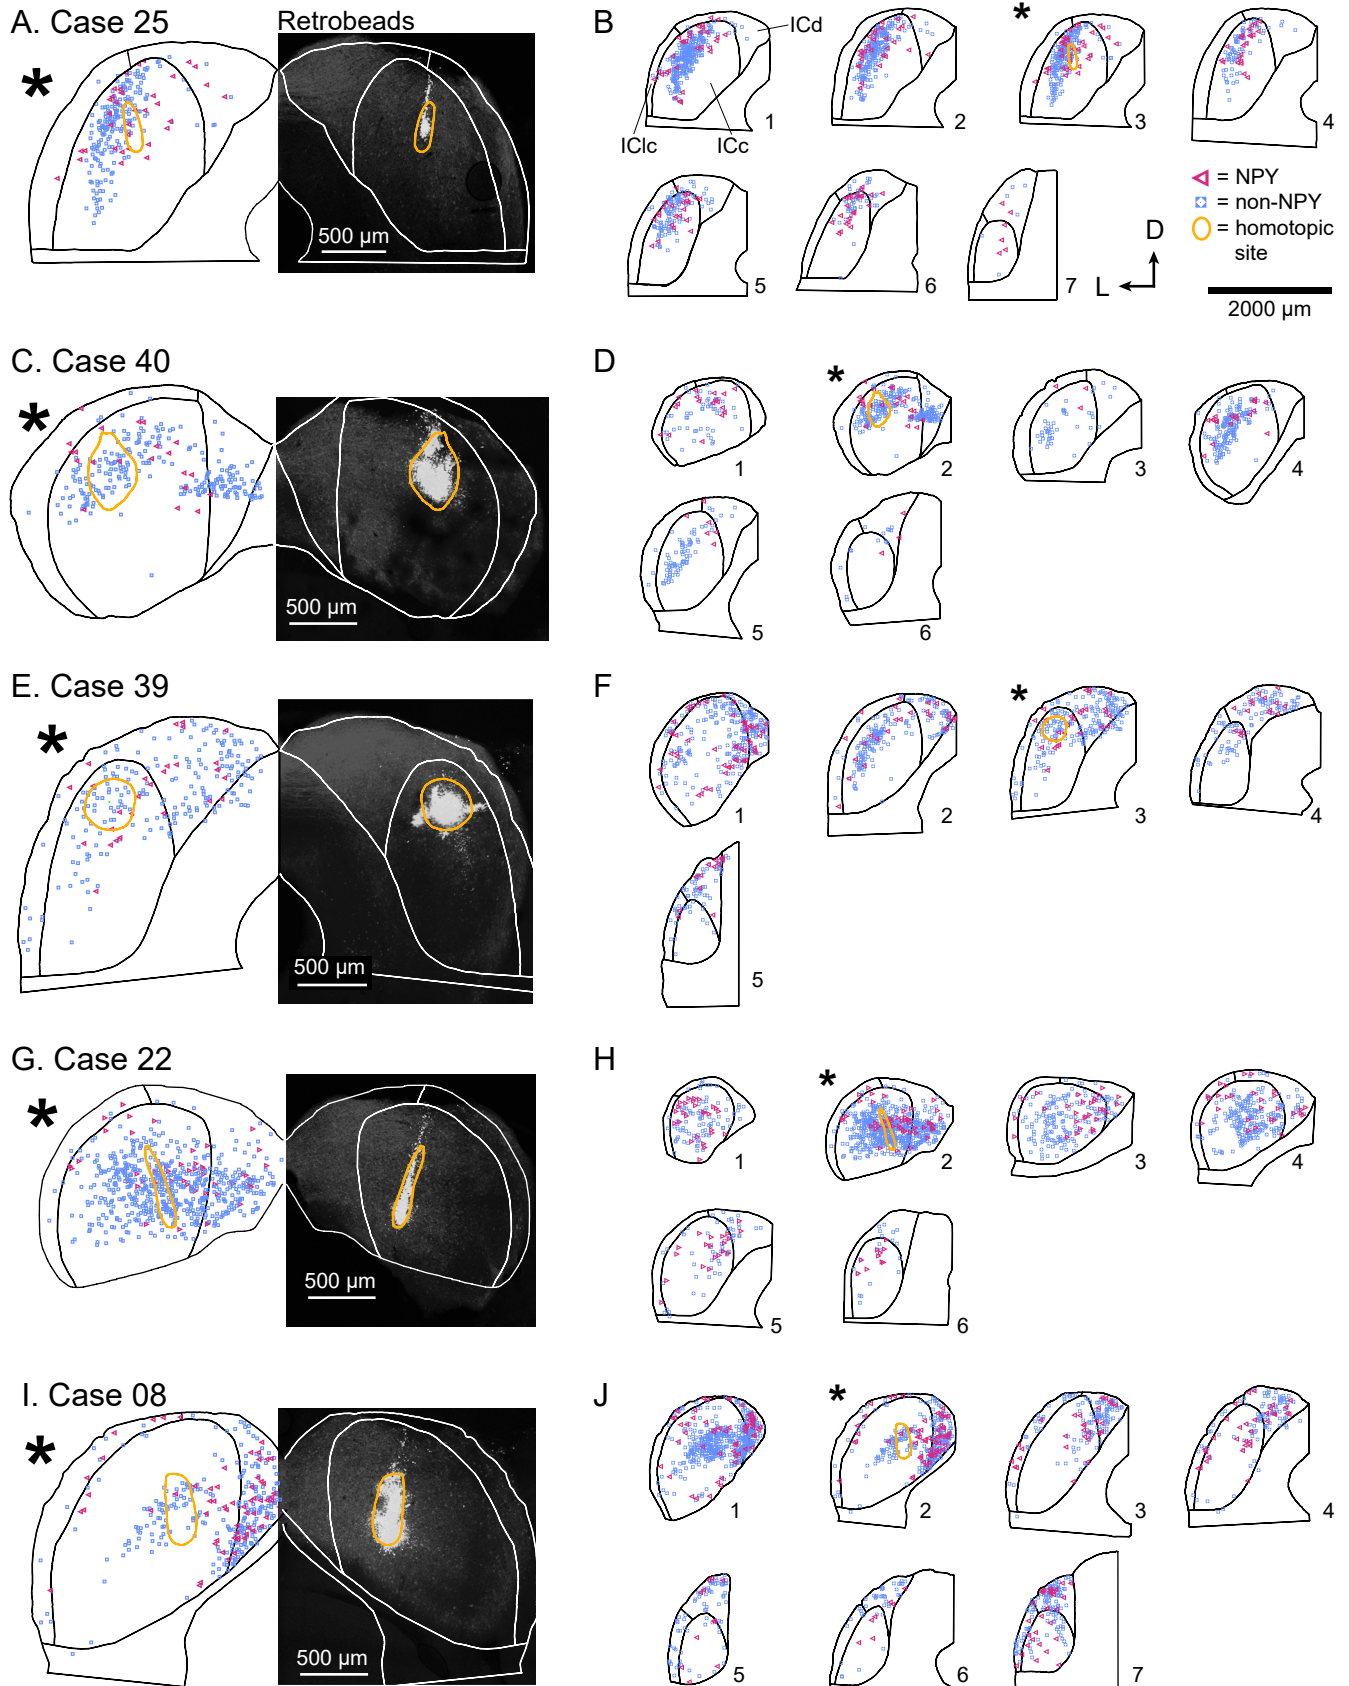 A. Case 25
Retrobeads
*
500 µm
B
*
ICd
IClc
ICc
1
2
3
4
5
6
7
= NPY
= non-NPY
= homotopic
site
D
L
2000 µm
C. Case 40
*
500 µm
D
*
1
2
3
4
5
6
E. Case 39
*
500 µm
F
*
1
2
3
4
5
G. Case 22
*
500 µm
H
*
1
2
3
4
5
6
I. Case 08
*
500 µm
J
*
1
2
3
4
5
6
7